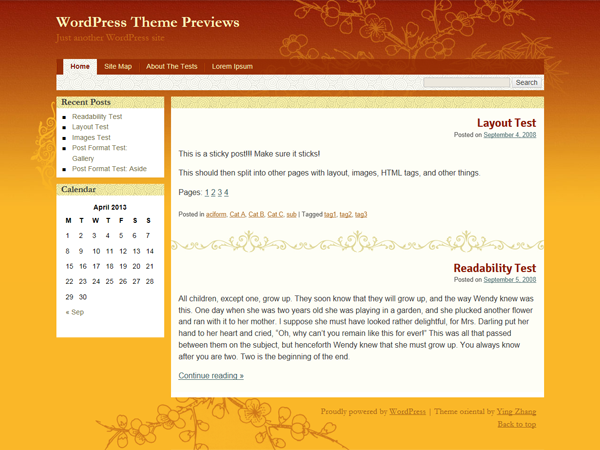 WordPress Theme Previews
Just another WordPress site
Home Site Map About The Tests Lorem Ipsum
Search
Recent Posts
Readability Test
Layout Test
Images Test
Post Format Test:
Gallery
Post Format Test: Aside
Calendar
April 2013
M T W T F S S
1 2 3 4 5 6 7
8 9 10 11 12 13 14
15 16 17 18 19 20 21
22 23 24 25 26 27 28
29 30
« Sep
Layout Test
Posted on September 4, 2008
This is a sticky post!!! Make sure it sticks!
This should then split into other pages with layout, images, HTML tags, and other things.
Pages: 1 2 3 4
Posted in aciform, Cat A, Cat B, Cat C, sub | Tagged tag1, tag2, tag3
Readability Test
Posted on September 5, 2008
All children, except one, grow up. They soon know that they will grow up, and the way Wendy knew was
this. One day when she was two years old she was playing in a garden, and she plucked another flower
and ran with it to her mother. I suppose she must have looked rather delightful, for Mrs. Darling put her
hand to her heart and cried, "Oh, why can't you remain like this for ever!" This was all that passed
between them on the subject, but henceforth Wendy knew that she must grow up. You always know
after you are two. Two is the beginning of the end.
Continue reading »
Proudly powered by WordPress | Theme oriental by Ying Zhang
Back to top